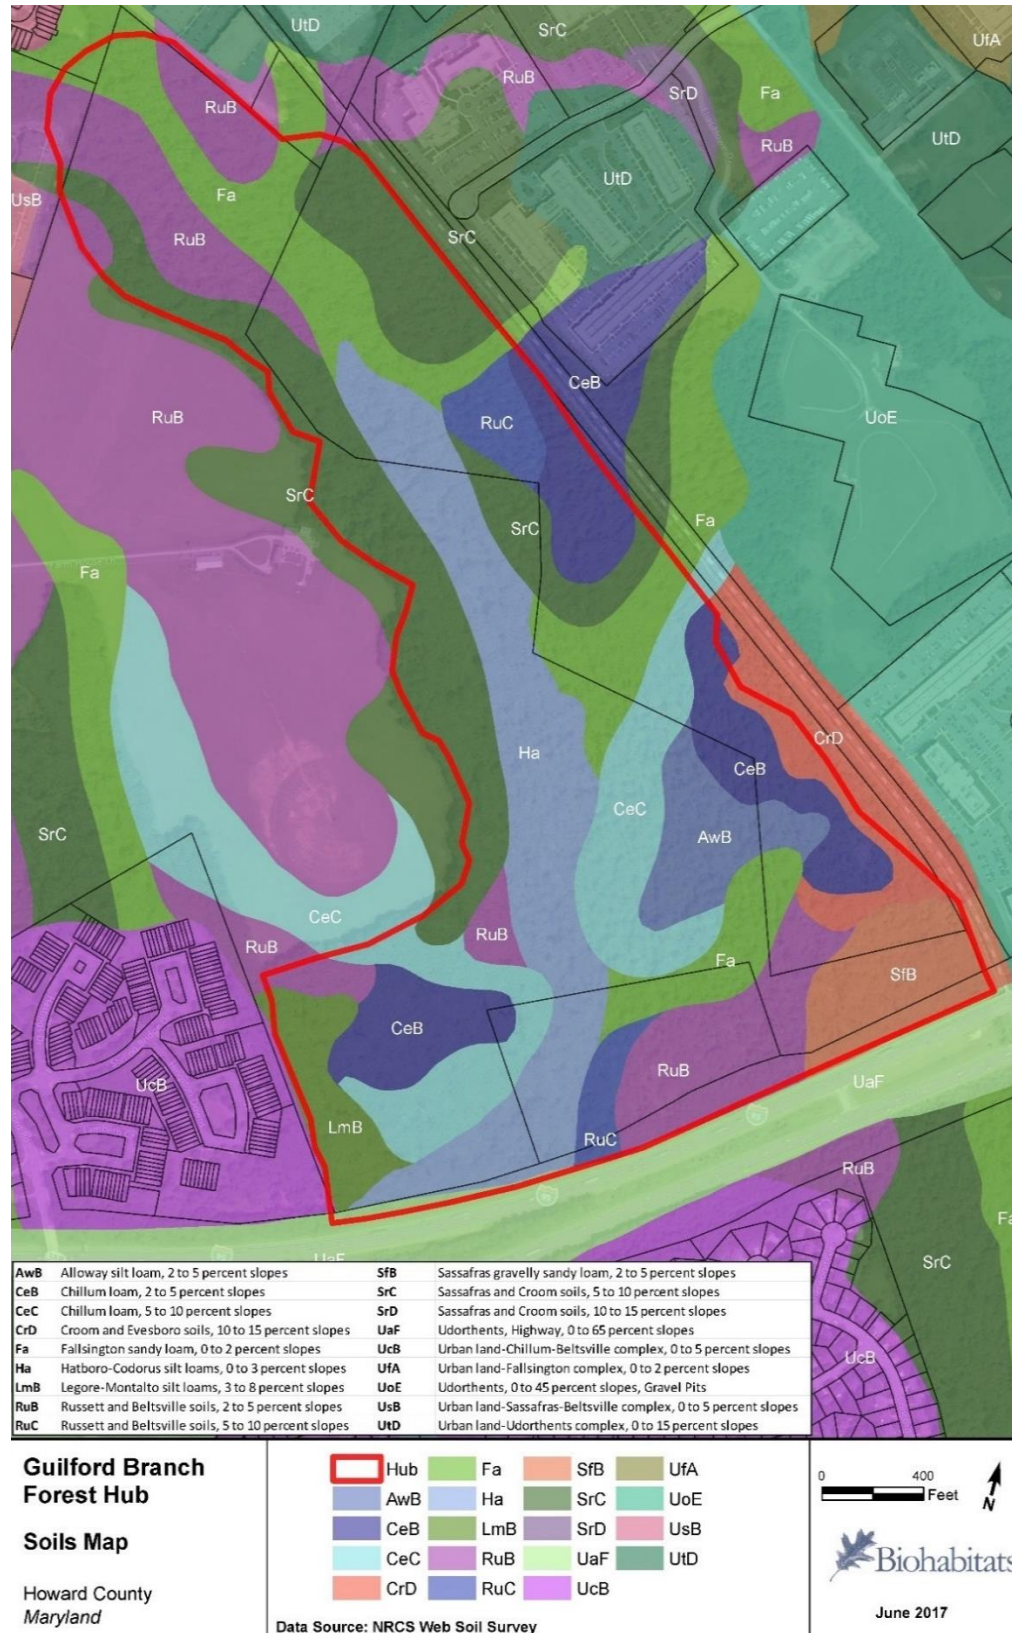 UtD
SrC
UfA
RuB
SrD
Fa
RuB
RuB
UtD
UtD
Fa
UsB
RuB
SrC
CeB
RuB
RuC
UoE
SrC
SrC
Fa
Fa
Ha
CrD
CeB
CeC
AwB
SrC
CeC
RuB
RuB
Fa
SfB
CeB
RuB
UcB
UaF
LmB
RuC
RuB
Fa
SrC
UaF
UcB
AwB Alloway silt loam, 2 to 5 percent slopes
CeB Chillum loam, 2 to 5 percent slopes
CeC Chillum loam, 5 to 10 percent slopes
CrD Croom and Evesboro soils, 10 to 15 percent slopes
Fa Fallsington sandy loam, 0 to 2 percent slopes
Ha Hatboro-Codorus silt loams, 0 to 3 percent slopes
LmB Legore-Montalto silt loams, 3 to 8 percent slopes
RuB Russett and Beltsville soils, 2 to 5 percent slopes
RuC Russett and Beltsville soils, 5 to 10 percent slopes
SfB Sassafras gravelly sandy loam, 2 to 5 percent slopes
SrC Sassafras and Croom soils, 5 to 10 percent slopes
SrD Sassafras and Croom soils, 10 to 15 percent slopes
UaF Udorthents, Highway, 0 to 65 percent slopes
UcB Urban land-Chillum-Beltsville complex, 0 to 5 percent slopes
UfA Urban land-Fallsington complex, 0 to 2 percent slopes
UoE Udorthents, 0 to 45 percent slopes, Gravel Pits
UsB Urban land-Sassafras-Beltsville complex, 0 to 5 percent slopes
UtD Urban land-Udorthents complex, 0 to 15 percent slopes
Guilford Branch
Forest Hub
Soils Map
Howard County
Maryland
Hub Fa SfB UfA
AwB Ha SrC UoE
CeB LmB SrD UsB
CeC RuB UaF UtD
CrD RuC UcB
Data Source: NRCS Web Soil Survey
0 400
Feet
N
Biohabitats
June 2017